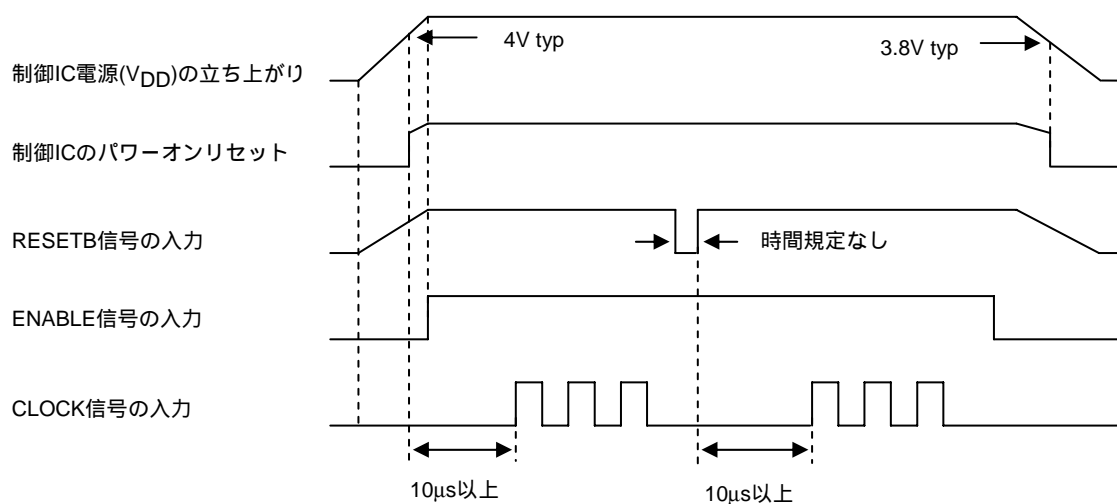 4V typ
3.8V typ
制御IC電源(VDD)の立ち上がり
制御ICのパワーオンリセット
RESETB信号の入力
時間規定なし
ENABLE信号の入力
CLOCK信号の入力
10μs以上
10μs以上